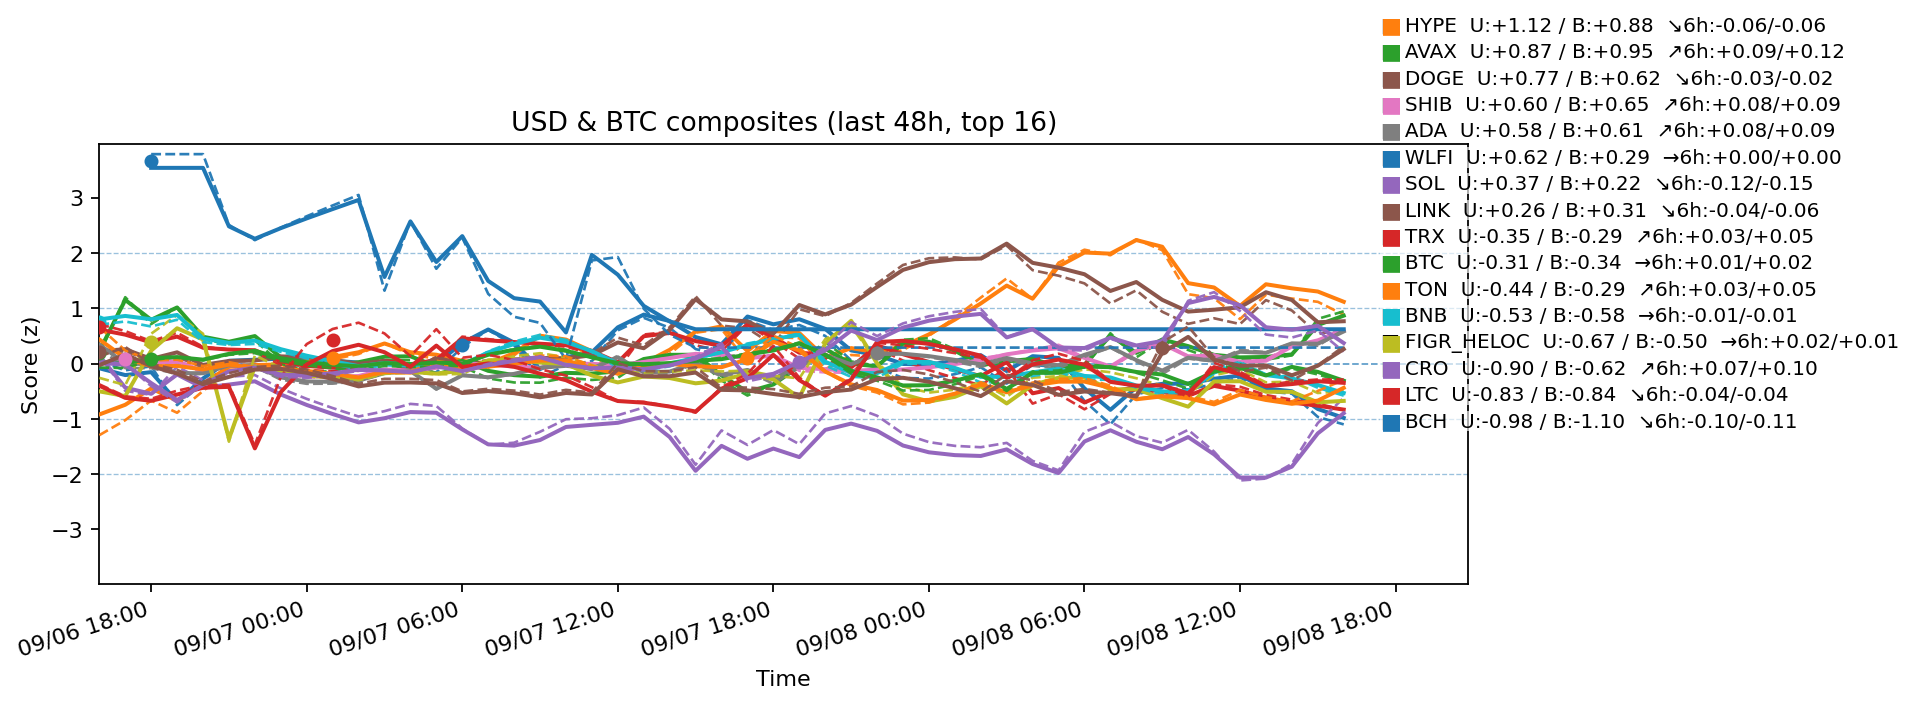 HYPE  U:+1.12 / B:+0.88  ↘6h:-0.06/-0.06
AVAX  U:+0.87 / B:+0.95  ↗6h:+0.09/+0.12
DOGE  U:+0.77 / B:+0.62  ↘6h:-0.03/-0.02
SHIB  U:+0.60 / B:+0.65  ↗6h:+0.08/+0.09
ADA  U:+0.58 / B:+0.61  ↗6h:+0.08/+0.09
WLFI  U:+0.62 / B:+0.29  →6h:+0.00/+0.00
SOL  U:+0.37 / B:+0.22  ↘6h:-0.12/-0.15
LINK  U:+0.26 / B:+0.31  ↘6h:-0.04/-0.06
TRX  U:-0.35 / B:-0.29  ↗6h:+0.03/+0.05
BTC  U:-0.31 / B:-0.34  →6h:+0.01/+0.02
TON  U:-0.44 / B:-0.29  ↗6h:+0.03/+0.05
BNB  U:-0.53 / B:-0.58  →6h:-0.01/-0.01
FIGR_HELOC  U:-0.67 / B:-0.50  →6h:+0.02/+0.01
CRO  U:-0.90 / B:-0.62  ↗6h:+0.07/+0.10
LTC  U:-0.83 / B:-0.84  ↘6h:-0.04/-0.04
BCH  U:-0.98 / B:-1.10  ↘6h:-0.10/-0.11
USD & BTC composites (last 48h, top 16)
Score (z)
3
2
1
0
−1
−2
−3
09/06 18:00
09/07 00:00
09/07 06:00
09/07 12:00
09/07 18:00
09/08 00:00
09/08 06:00
09/08 12:00
09/08 18:00
Time